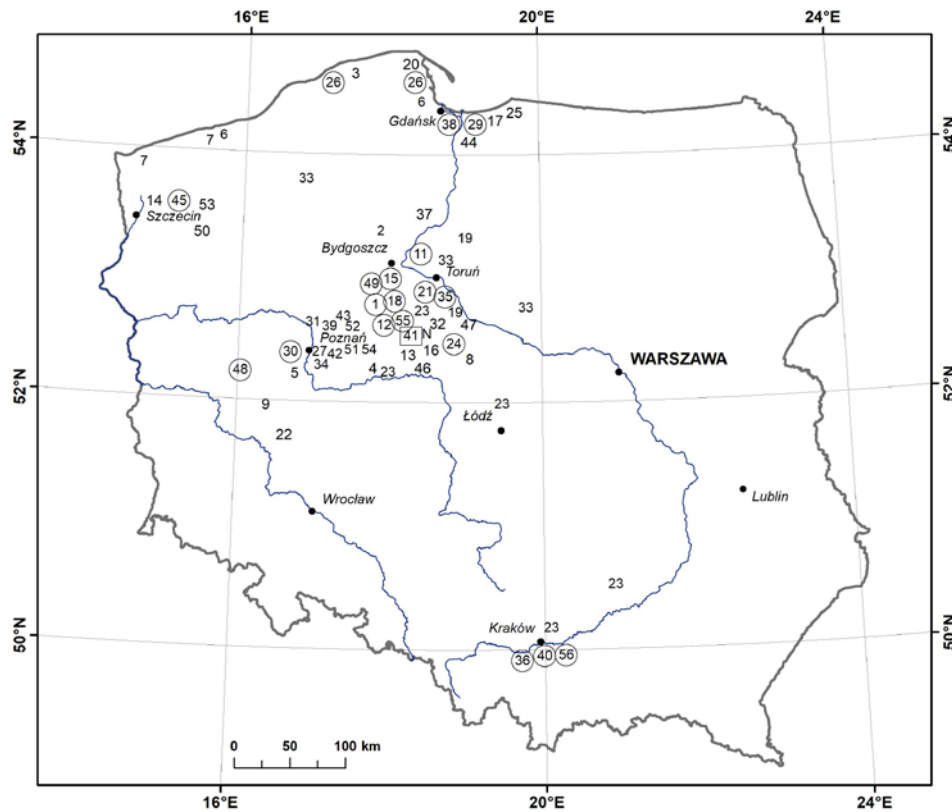 16°E 20°E 24°E
20
3
26 26
6
Gdańsk 38 29 17 25
54°N 54°N
7 6 44
7
33
14 45 53
Szczecin 37
50 2 19
Bydgoszcz 11 33
Toruń
49 15
21 35
1 18 33
23 19
12 55 32 47
31 43
39 52
41 N
Poznań 24
30 27 42 51 54 13 16 8
34 WARSZAWA
48 5 4 23 46
52°N 52°N
9 23
Łódź
22
Wrocław Lublin
23
Kraków 23
50°N 50°N
36 40 56
0 50 100 km
16°E 20°E 24°E